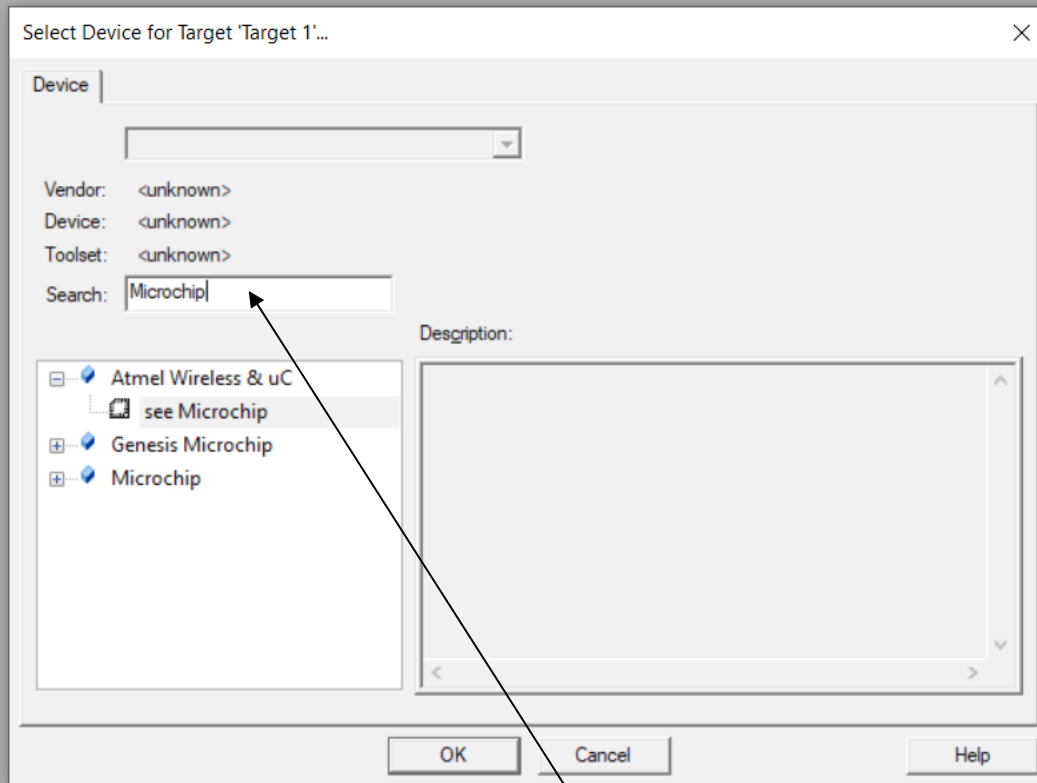 Select Device for Target 'Target 1'...
Device
Vendor: <unknown>
Device: <unknown>
Toolset: <unknown>
Search: Microchip
Description:
Atmel Wireless & uC
see Microchip
Genesis Microchip
Microchip
OK Cancel Help